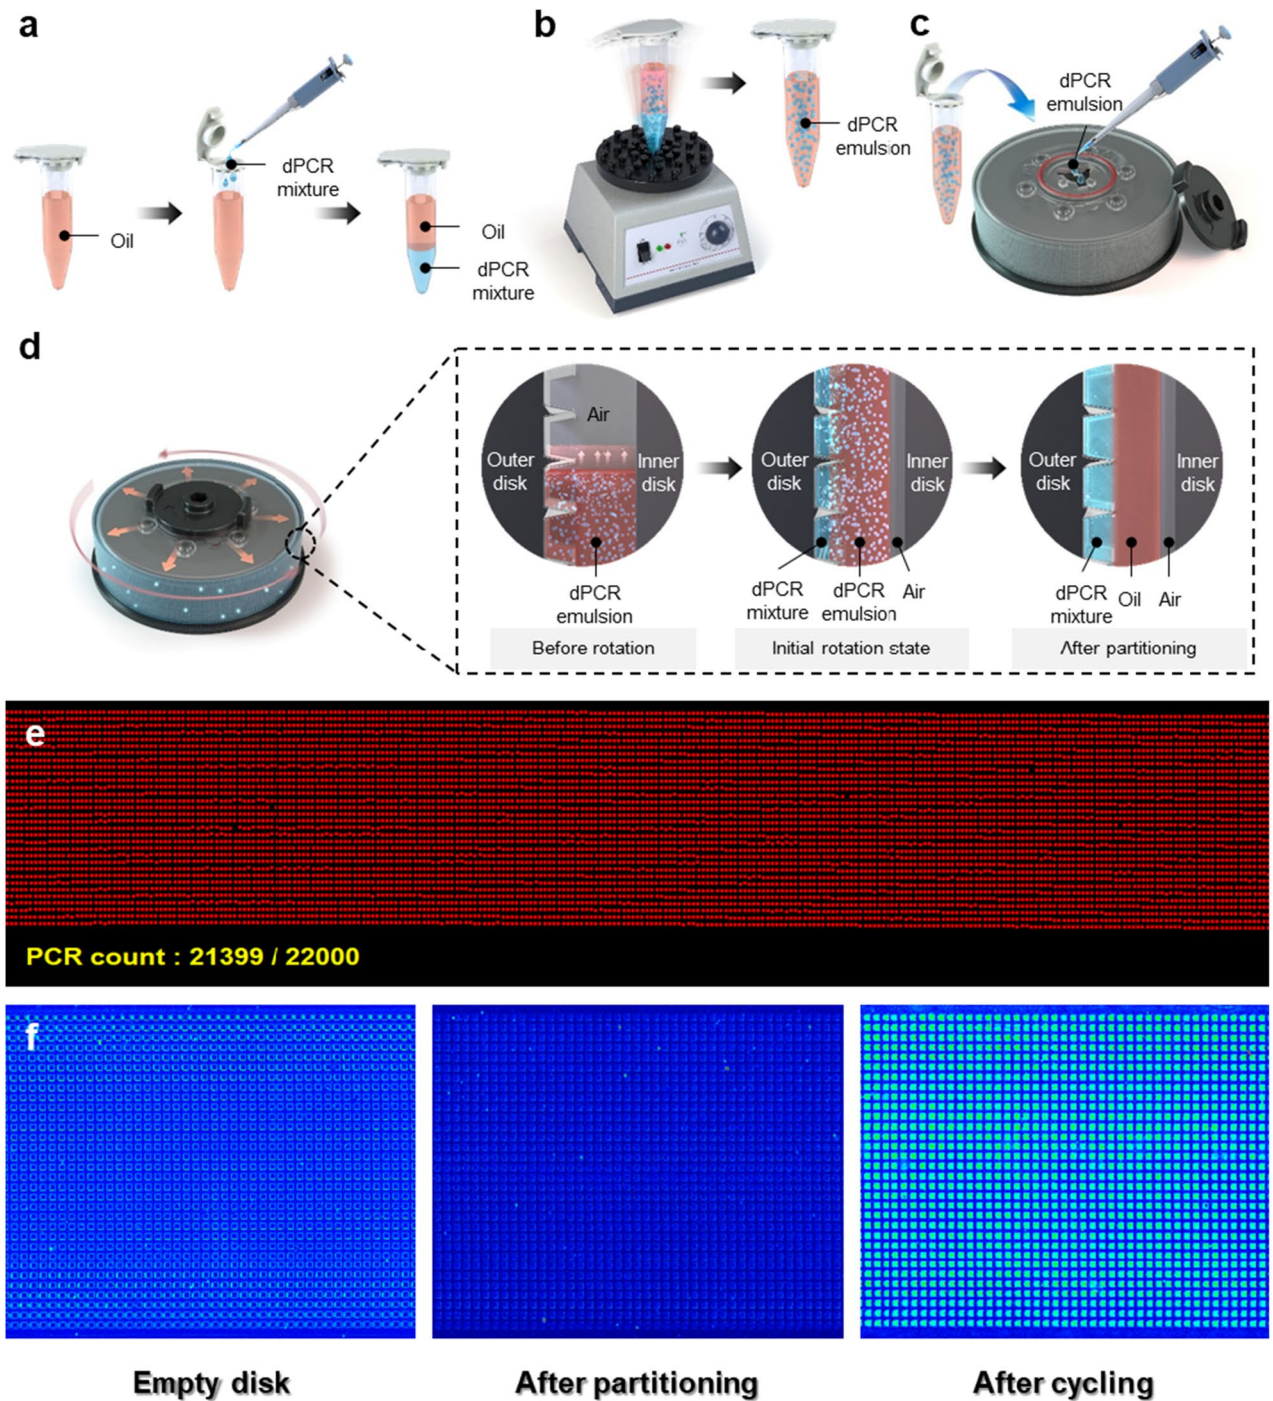 a
Oil
dPCR
mixture
Oil
dPCR
mixture
b
dPCR
emulsion
c
dPCR
emulsion
d
Outer
disk
Air
Inner
disk
dPCR
emulsion
Before rotation
Outer
disk
Inner
disk
dPCR
mixture
dPCR
emulsion
Air
Initial rotation state
Outer
disk
Inner
disk
dPCR
mixture
Oil
Air
After partitioning
e
PCR count : 21399 / 22000
f
Empty disk
After partitioning
After cycling